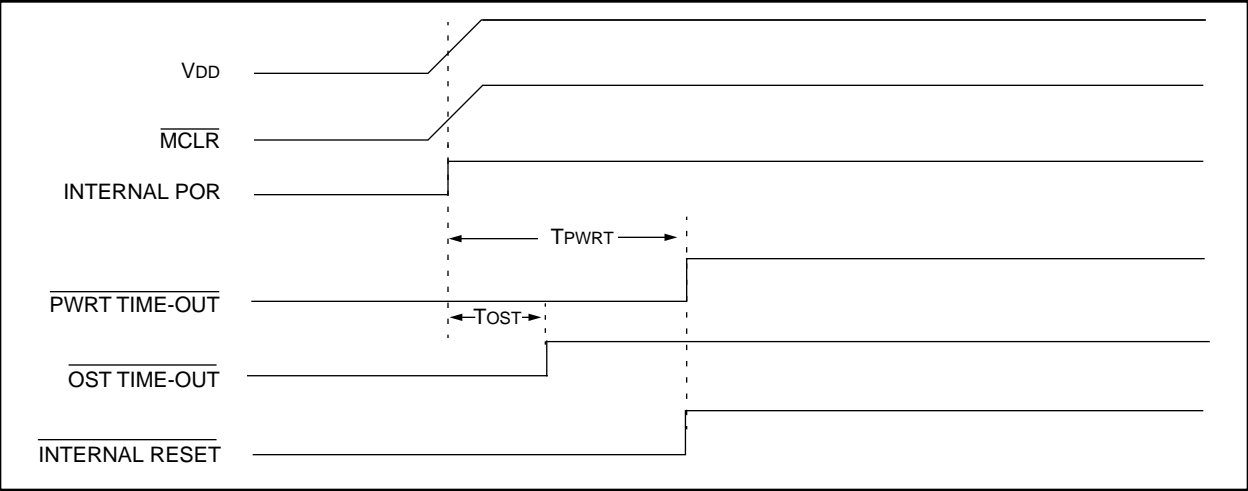 VDD
MCLR
INTERNAL POR
TPWRT
PWRT TIME-OUT
TOST
OST TIME-OUT
INTERNAL RESET